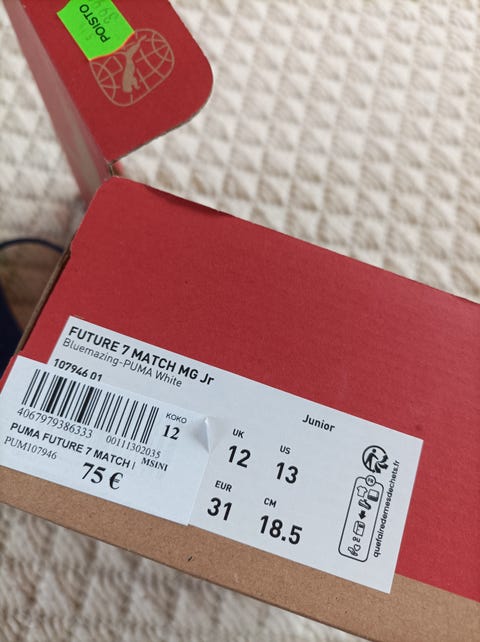 POISTO
FUTURE 7 MATCH MG Jr
Bluemazing-PUMA White
107946 01
4067979386333
00111302035
KOKO
12
PUMA FUTURE 7 MATCH
MSINI
PUM107946
75 €
Junior
UK
12
US
13
EUR
31
CM
18.5
quefairedemesdechets.fr